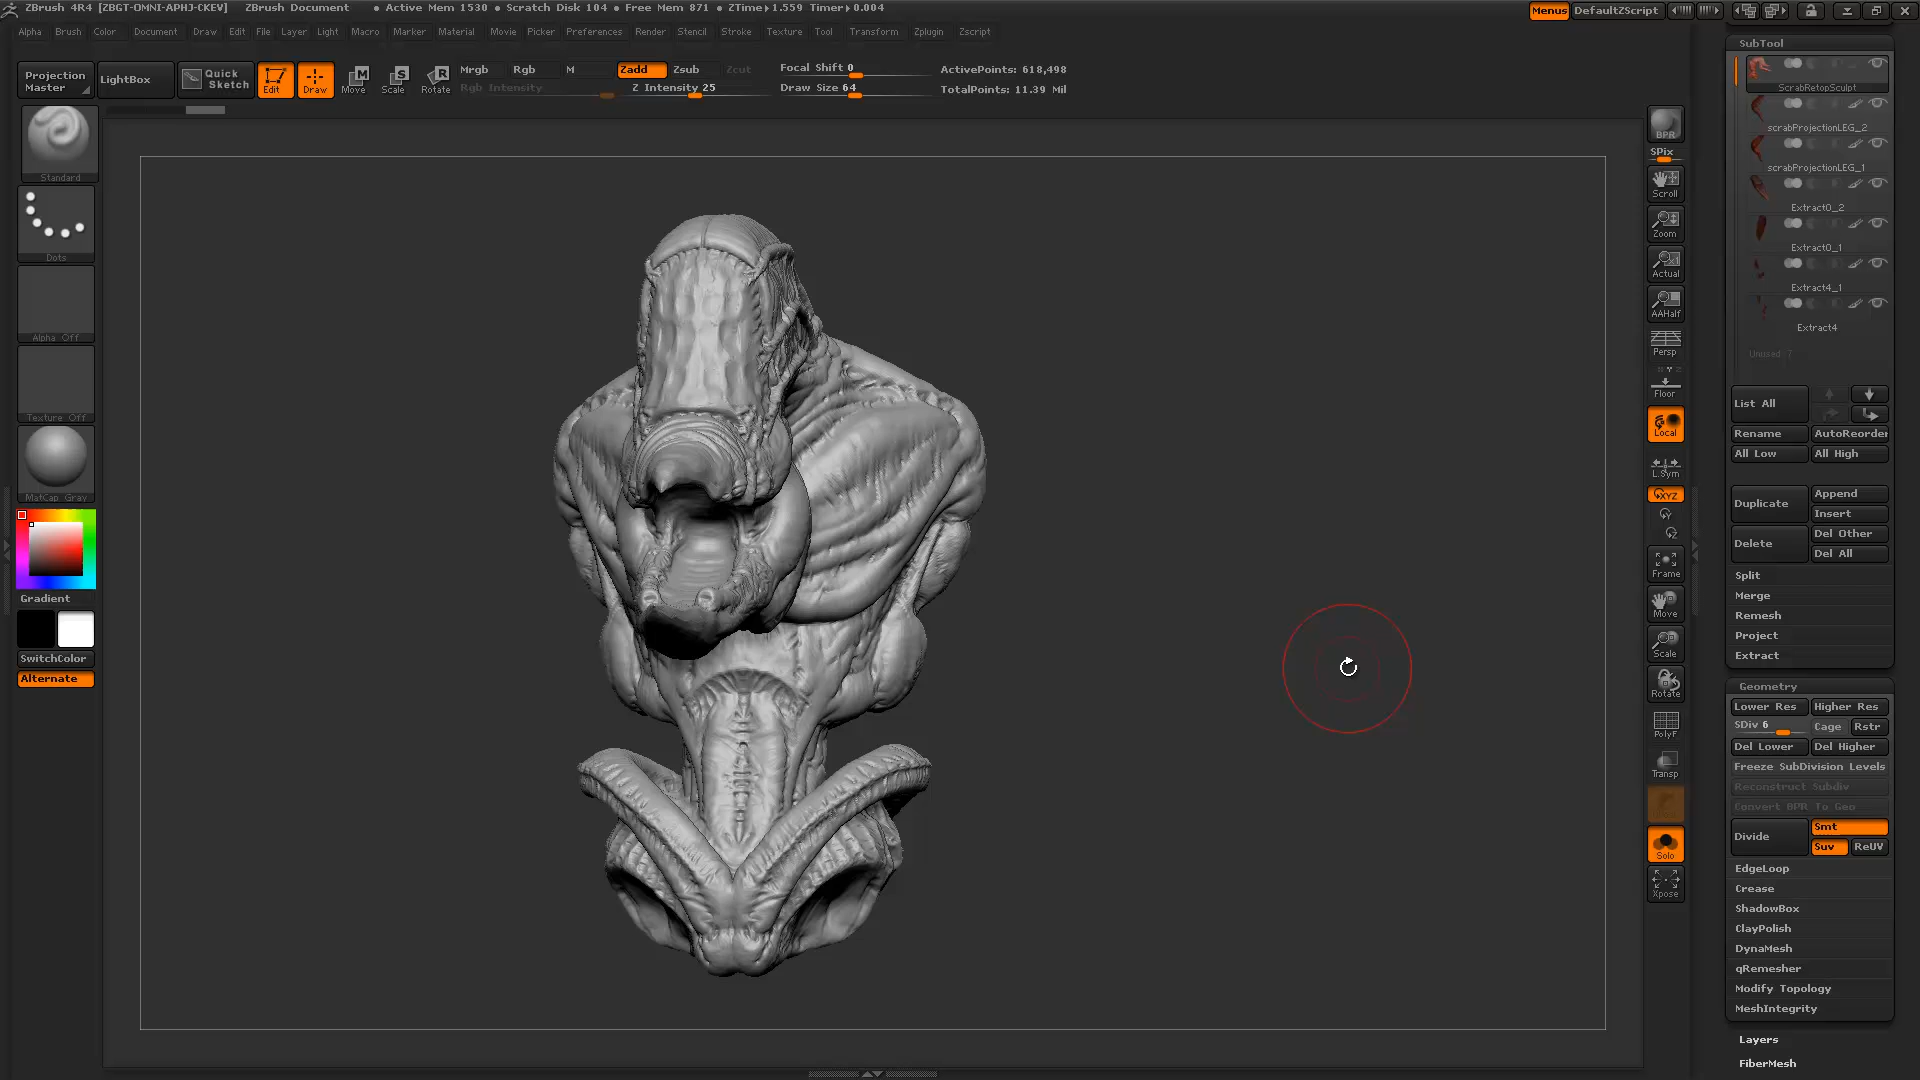 ZBrush 4R4 [ZBGT-OMNI-APHJ-CKEV] ZBrush Document • Active Mem 1530 • Scratch Disk 104 • Free Mem 871 • ZTime▸1.559 Timer▸0.004
Menus DefaultZScript
Alpha Brush Color Document Draw Edit File Layer Light Macro Marker Material Movie Picker Preferences Render Stencil Stroke Texture Tool Transform Zplugin Zscript
Projection Master
LightBox
Quick Sketch
Edit
Draw
Move
Scale
Rotate
Mrgb Rgb M
Rgb Intensity
Zadd Zsub Zcut
Z Intensity 25
Focal Shift 0
Draw Size 64
ActivePoints: 618,498
TotalPoints: 11.39 Mil
Standard
Dots
Alpha Off
Texture Off
MatCap Gray
Gradient
SwitchColor
Alternate
BPR
SPix
Scroll
Zoom
Actual
AAHalf
Persp
Floor
Local
L.Sym
XYZ
Y
Z
Frame
Move
Scale
Rotate
PolyF
Transp
Solo
Xpose
SubTool
ScrabRetopSculpt
scrabProjectionLEG_2
scrabProjectionLEG_1
Extract0_2
Extract0_1
Extract4_1
Extract4
Unused 7
List All
Rename AutoReorder
All Low All High
Duplicate Append
Insert
Delete Del Other
Del All
Split
Merge
Remesh
Project
Extract
Geometry
Lower Res Higher Res
SDiv 6 Cage Rstr
Del Lower Del Higher
Freeze SubDivision Levels
Reconstruct Subdiv
Convert BPR To Geo
Divide Smt
Suv ReUV
EdgeLoop
Crease
ShadowBox
ClayPolish
DynaMesh
qRemesher
Modify Topology
MeshIntegrity
Layers
FiberMesh